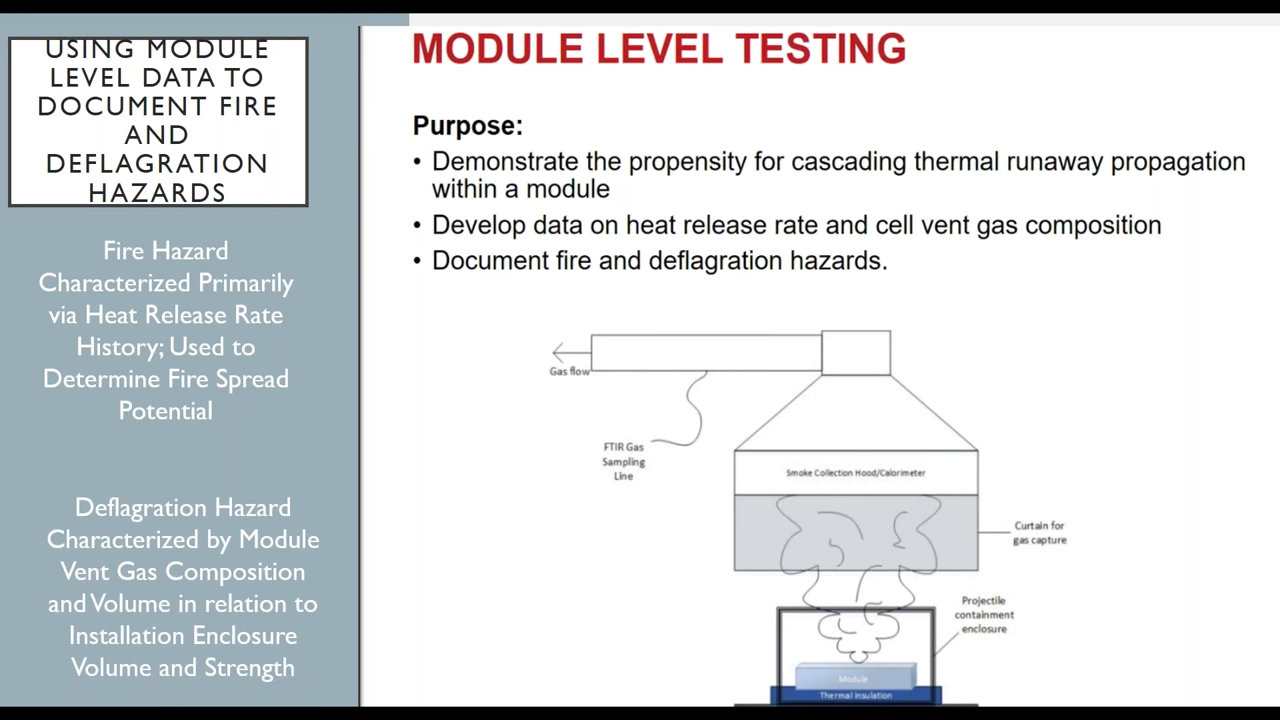 USING MODULE
LEVEL DATA TO
DOCUMENT FIRE
AND
DEFLAGRATION
HAZARDS
Fire Hazard
Characterized Primarily
via Heat Release Rate
History; Used to
Determine Fire Spread
Potential
Deflagration Hazard
Characterized by Module
Vent Gas Composition
and Volume in relation to
Installation Enclosure
Volume and Strength
MODULE LEVEL TESTING
Purpose:
• Demonstrate the propensity for cascading thermal runaway propagation
within a module
• Develop data on heat release rate and cell vent gas composition
• Document fire and deflagration hazards.
Gas flow
FTIR Gas
Sampling
Line
Smoke Collection Hood/Calorimeter
Curtain for
gas capture
Projectile
containment
enclosure
Module
Thermal Insulation